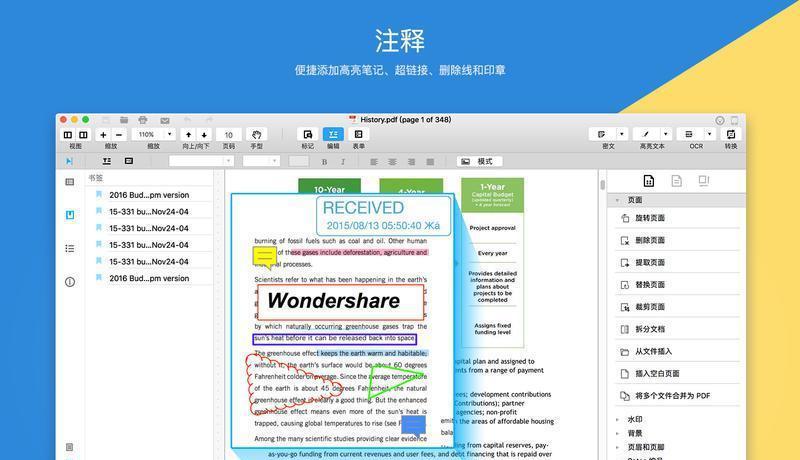 注释
便捷添加高亮笔记、超链接、删除线和印章
History.pdf (page 1 of 348)
110%
10
视图
缩放
缩放
向上/向下
页码
手型
标记
编辑
表单
密文
高亮文本
OCR
转换
B
I
模式
书签
2016 Bud...pm version
15-331 bu...Nov24-04
15-331 bu...Nov24-04
15-331 bu...Nov24-04
15-331 bu...Nov24-04
2016 Bud...pm version
10-Year
4-Year
1-Year
Capital Budget
(updated quarterly)
+ 4 year forecast
Project approval
Every year
Provides detailed
information and
plans about
projects to be
completed
Assigns fixed
funding level
RECEIVED
2015/08/13 05:50:40 Жá
burning of fossil fuels such as coal and oil. Other human
of these gases include deforestation, agriculture and
processes.
Scientists refer to what has been happening in the earth's
Wondershare
by which naturally occurring greenhouse gases trap the
sun's heat before it can be released back into space.
The greenhouse effect keeps the earth warm and habitable;
without it, the earth's surface would be about 60 degrees
Fahrenheit colder on average. Since the average temperature
of the earth is about 45 degrees Fahrenheit, the natural
greenhouse effect is clearly a good thing. But the enhanced
greenhouse effect means even more of the sun's heat is
trapped, causing global temperatures to rise
Among the many scientific studies providing clear evidence
capital plan and assigned to
from a range of payment
development
Contributions); partner
agencies; non-profit
the areas of affordable housing
from capital reserves, pay-
as-you-go funding from current revenues and user fees, and debt financing that is repaid over
页面
旋转页面
删除页面
提取页面
替换页面
裁剪页面
拆分文档
从文件插入
插入空白页面
将多个文件合并为 PDF
水印
背景
页眉和页脚